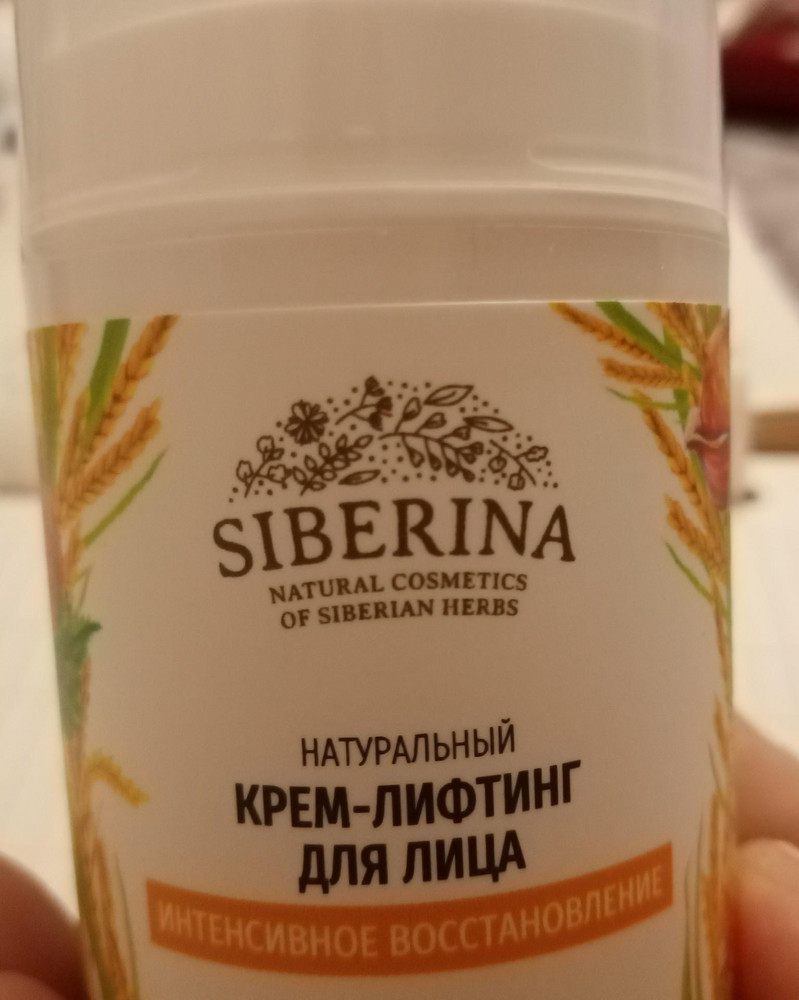 SIBERINA
NATURAL COSMETICS
OF SIBERIAN HERBS
НАТУРАЛЬНЫЙ
КРЕМ-ЛИФТИНГ
ДЛЯ ЛИЦА
ИНТЕНСИВНОЕ ВОССТАНОВЛЕНИЕ